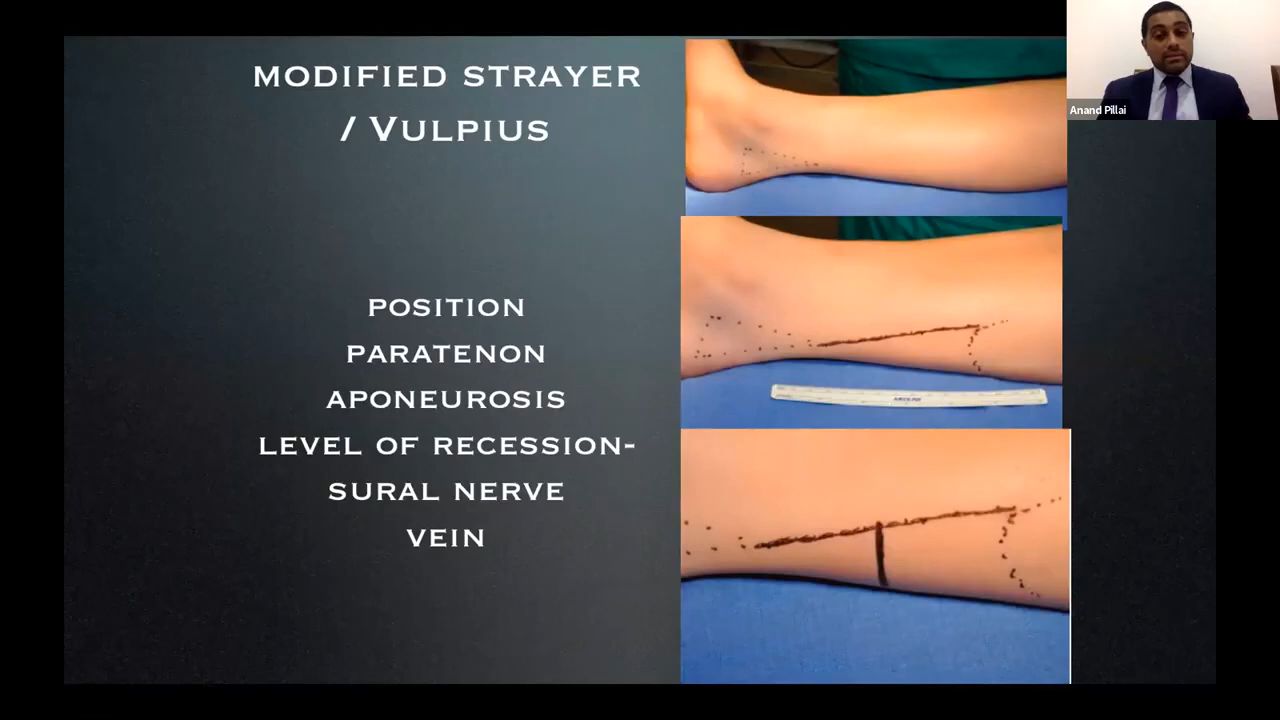 MODIFIED STRAYER
/ VULPIUS
POSITION
PARATENON
APONEUROSIS
LEVEL OF RECESSION-
SURAL NERVE
VEIN
Anand Pillai